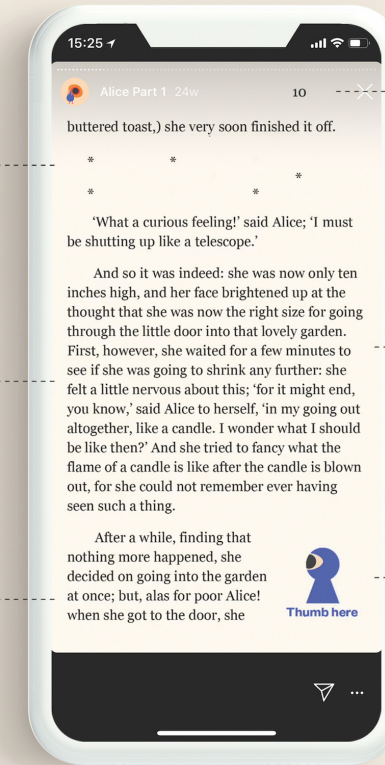 15:25
Alice Part 1 24w
10
buttered toast,) she very soon finished it off.
* *
*
* *
‘What a curious feeling!’ said Alice; ‘I must
be shutting up like a telescope.’
And so it was indeed: she was now only ten
inches high, and her face brightened up at the
thought that she was now the right size for going
through the little door into that lovely garden.
First, however, she waited for a few minutes to
see if she was going to shrink any further: she
felt a little nervous about this; ‘for it might end,
you know,’ said Alice to herself, ‘in my going out
altogether, like a candle. I wonder what I should
be like then?’ And she tried to fancy what the
flame of a candle is like after the candle is blown
out, for she could not remember ever having
seen such a thing.
After a while, finding that
nothing more happened, she
decided on going into the garden
at once; but, alas for poor Alice!
when she got to the door, she
Thumb here